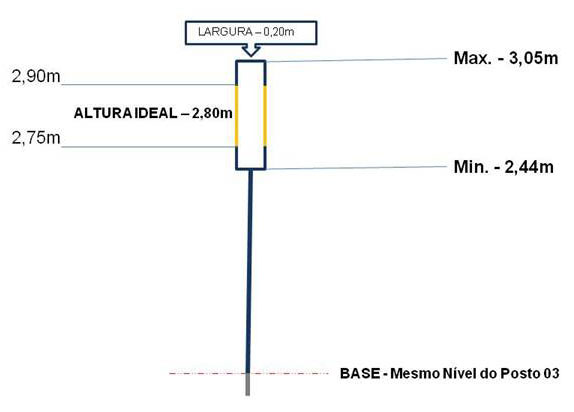 LARGURA – 0,20m
Max. - 3,05m
2,90m
ALTURA IDEAL – 2,80m
2,75m
Min. - 2,44m
BASE - Mesmo Nível do Posto 03